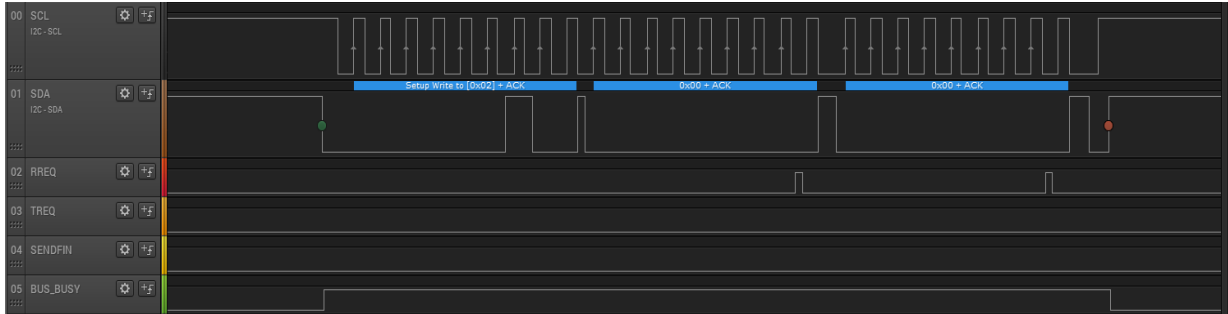 00 SCL
I2C - SCL
Setup Write to [0x02] + ACK
0x00 + ACK
0x00 + ACK
01 SDA
I2C - SDA
02 RREQ
03 TREQ
04 SENDFIN
05 BUS_BUSY